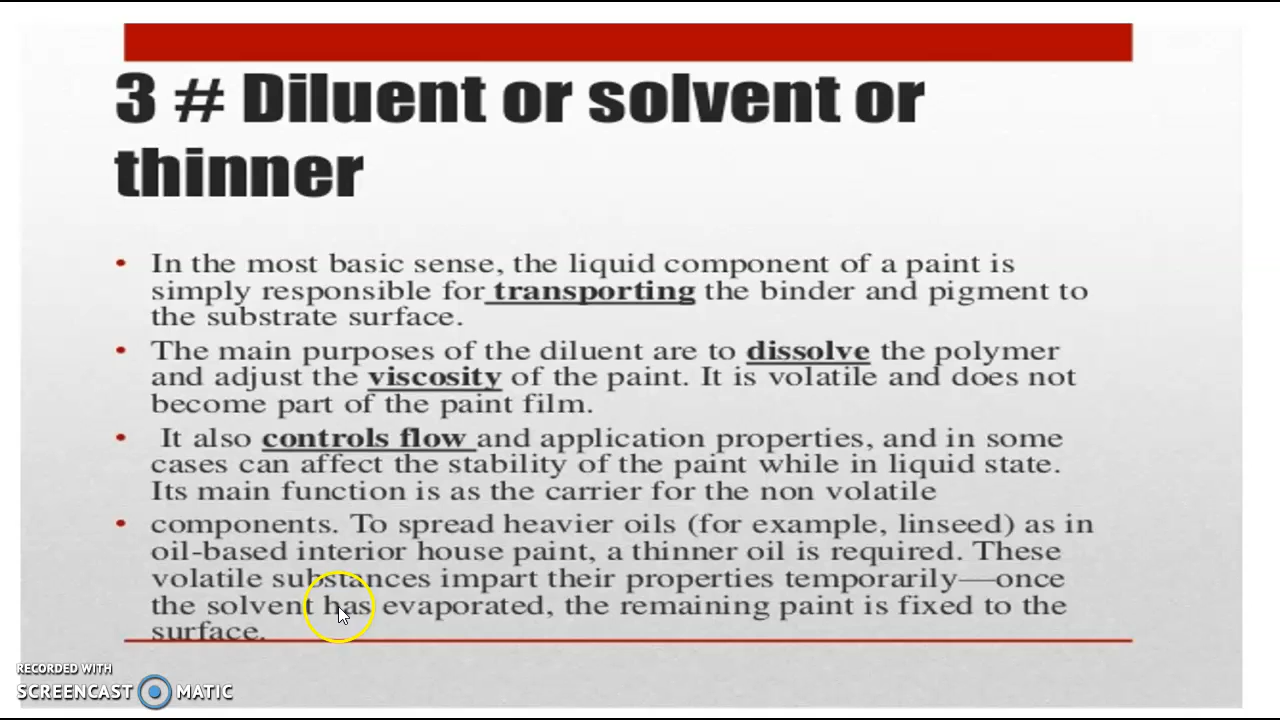 3 # Diluent or solvent or
thinner
• In the most basic sense, the liquid component of a paint is
simply responsible for transporting the binder and pigment to
the substrate surface.
• The main purposes of the diluent are to dissolve the polymer
and adjust the viscosity of the paint. It is volatile and does not
become part of the paint film.
• It also controls flow and application properties, and in some
cases can affect the stability of the paint while in liquid state.
Its main function is as the carrier for the non volatile
• components. To spread heavier oils (for example, linseed) as in
oil-based interior house paint, a thinner oil is required. These
volatile substances impart their properties temporarily—once
the solvent has evaporated, the remaining paint is fixed to the
surface.
RECORDED WITH
SCREENCAST MATIC